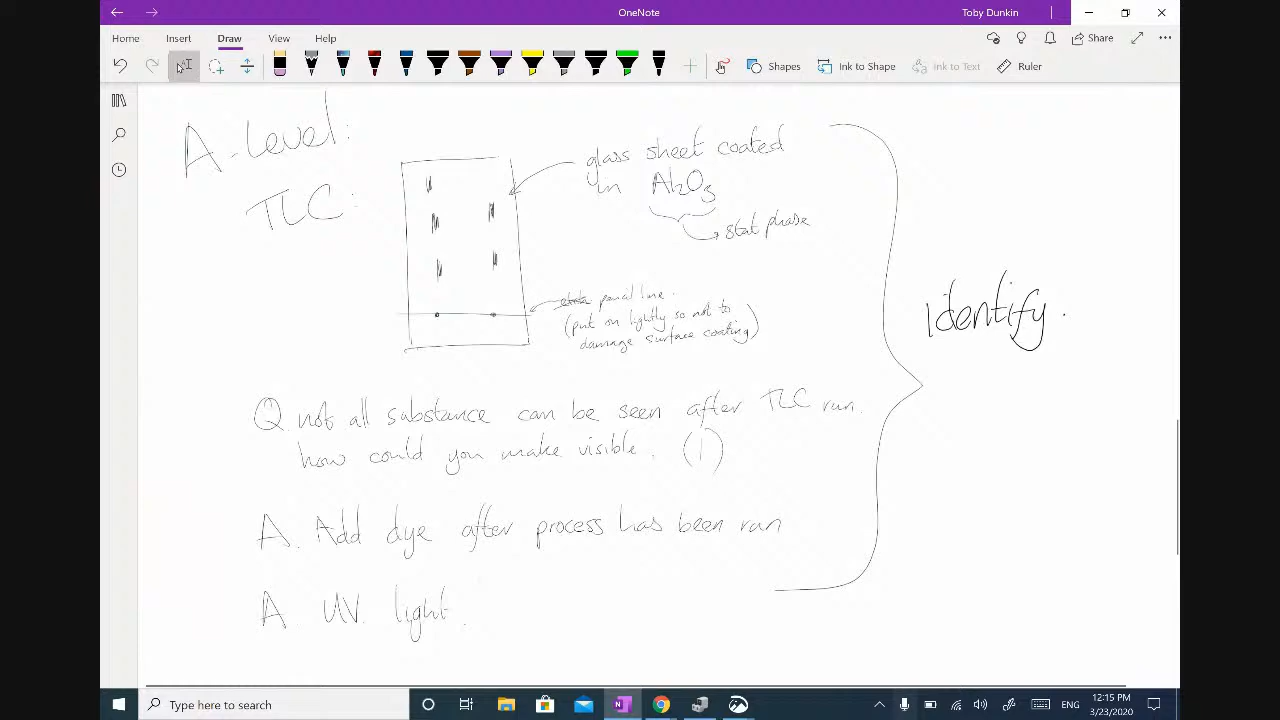 OneNote
Toby Dunkin
Home Insert Draw View Help
Share
Shapes Ink to Shape Ink to Text Ruler
A-level:
TLC:
glass sheet coated
in Al2O3
stat phase
pencil line.
(put on lightly so not to
damage surface coating)
identify.
Q not all substance can be seen after TLC run.
how could you make visible. (1)
A. Add dye after process has been run
A. UV. light.
Type here to search
ENG
12:15 PM
3/23/2020